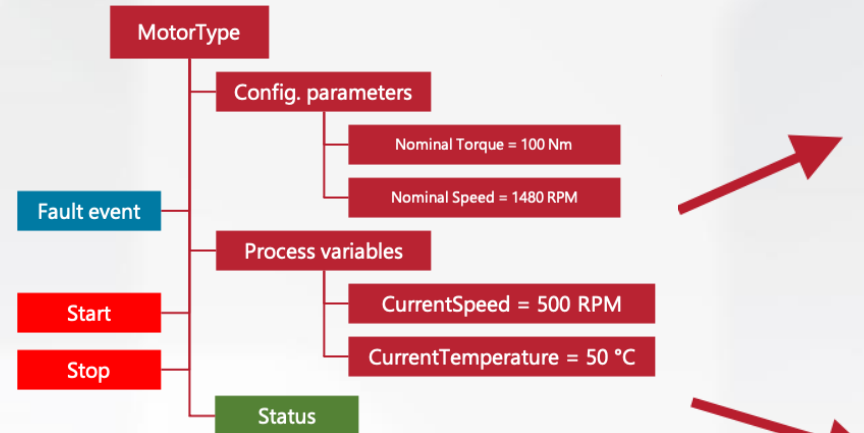 MotorType
Config. parameters
Nominal Torque = 100 Nm
Nominal Speed = 1480 RPM
Fault event
Process variables
CurrentSpeed = 500 RPM
Start
CurrentTemperature = 50 °C
Stop
Status